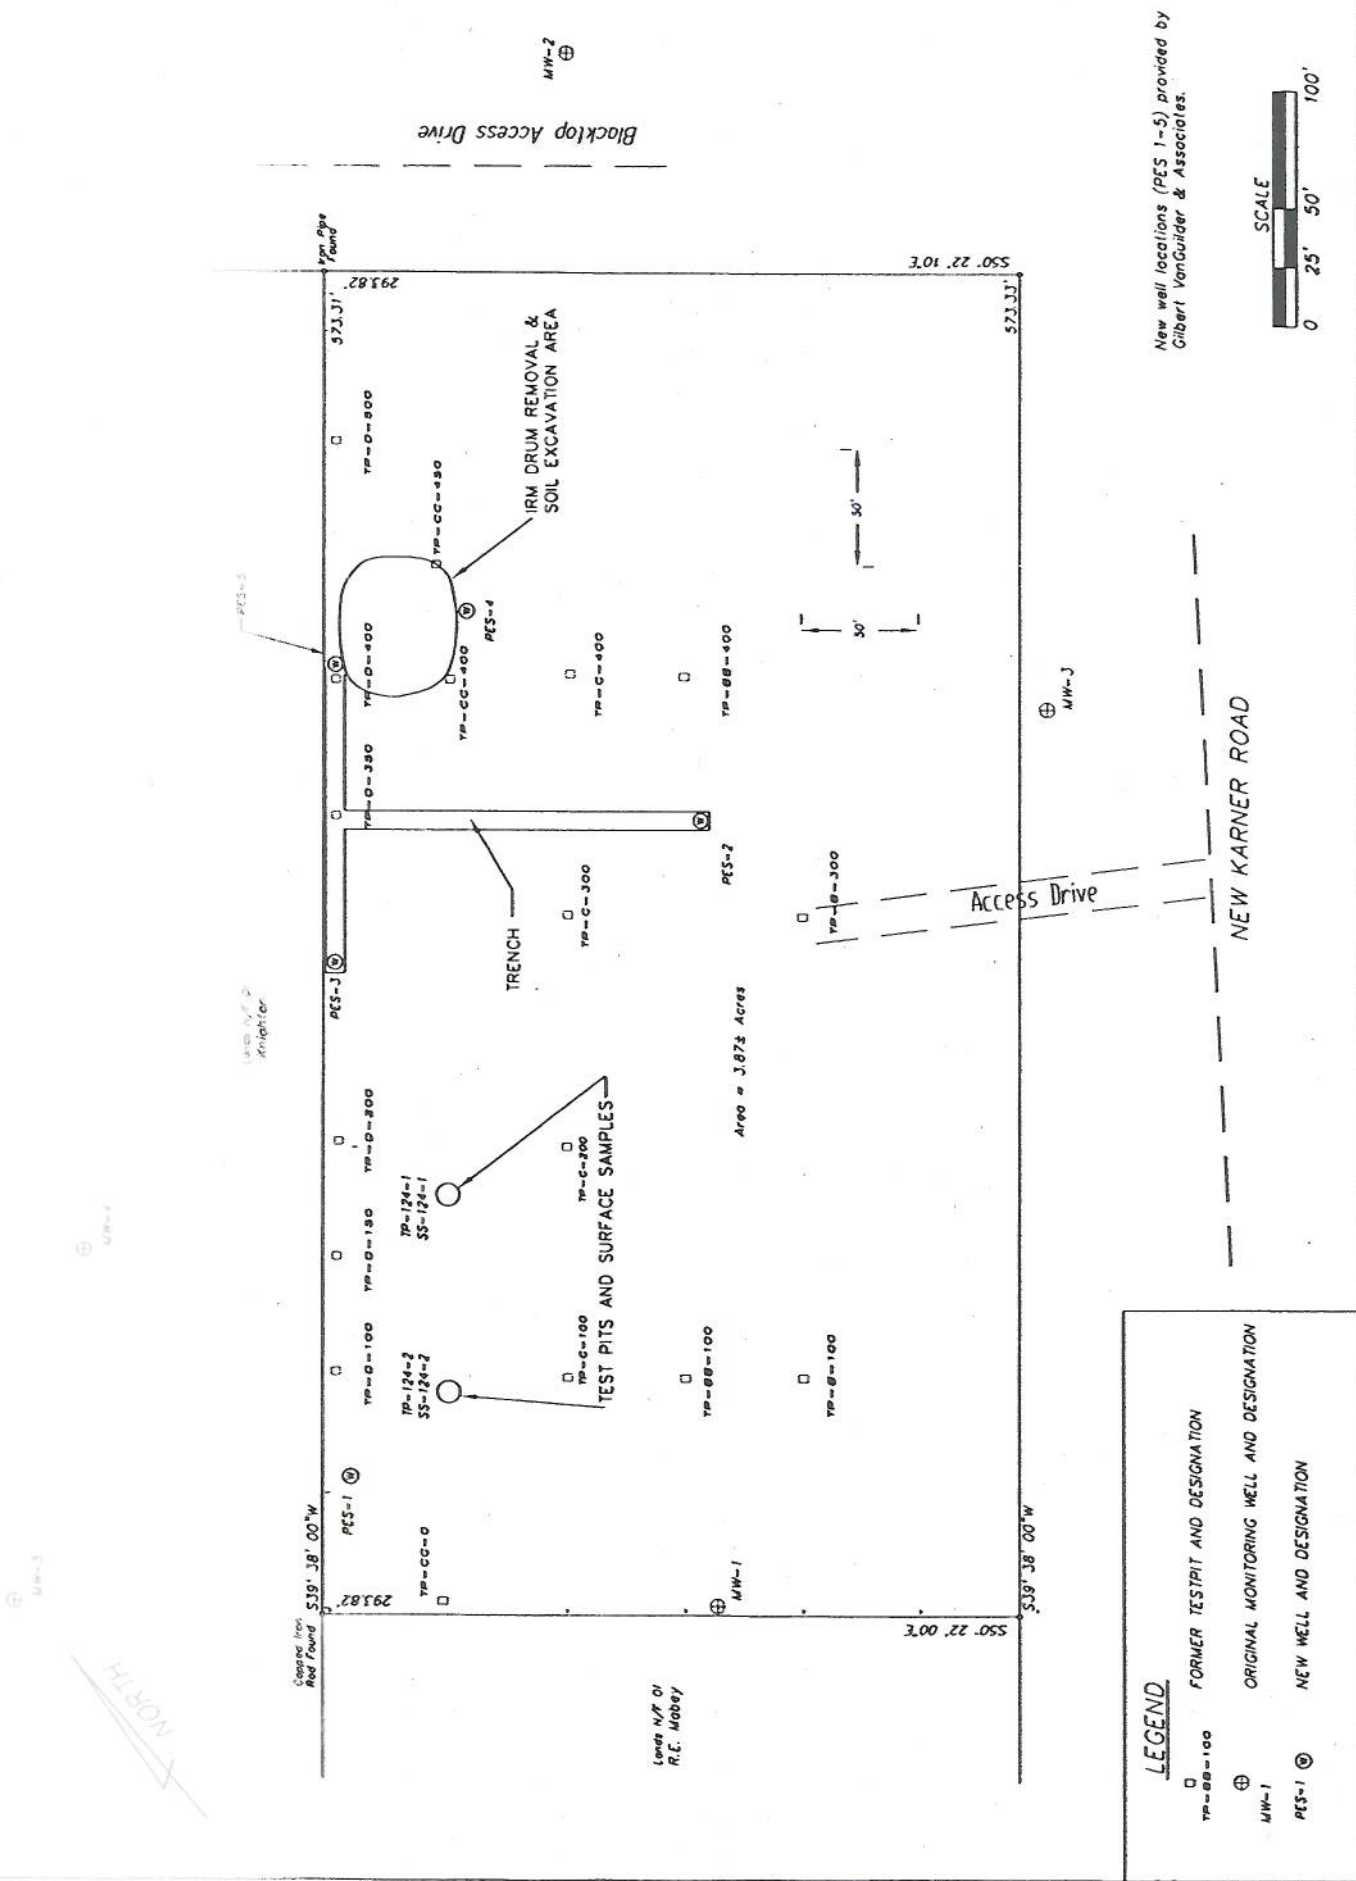 MW-2
Blacktop Access Drive
Iron Pipe
Found
573.31'
293.82'
S50° 22' 10"E
573.33'
New well locations (PES 1-5) provided by
Gilbert VanGuilder & Associates.
SCALE
0 25' 50' 100'
IRM DRUM REMOVAL &
SOIL EXCAVATION AREA
TP-D-500
TP-CC-450
PES-5
TP-D-400
PES-4
TP-CC-400
TP-C-400
TP-BB-400
50'
50'
MW-3
TP-D-350
TRENCH
PES-2
PES-3
TP-C-300
TP-B-300
Access Drive
NEW KARNER ROAD
Knighter
Area = 3.87± Acres
TP-D-200
TP-124-1
SS-124-1
TP-C-200
TEST PITS AND SURFACE SAMPLES
TP-D-150
MW-4
TP-D-100
TP-124-2
SS-124-2
TP-C-100
TP-BB-100
TP-B-100
PES-1
TP-CC-0
MW-1
MW-5
Capped Iron
Rod Found
S39° 38' 00"W
293.82'
S50° 22' 00"E
S39° 38' 00"W
Lands N/F Of
R.E. Mabey
NORTH
LEGEND
TP-BB-100 FORMER TESTPIT AND DESIGNATION
MW-1 ORIGINAL MONITORING WELL AND DESIGNATION
PES-1 NEW WELL AND DESIGNATION